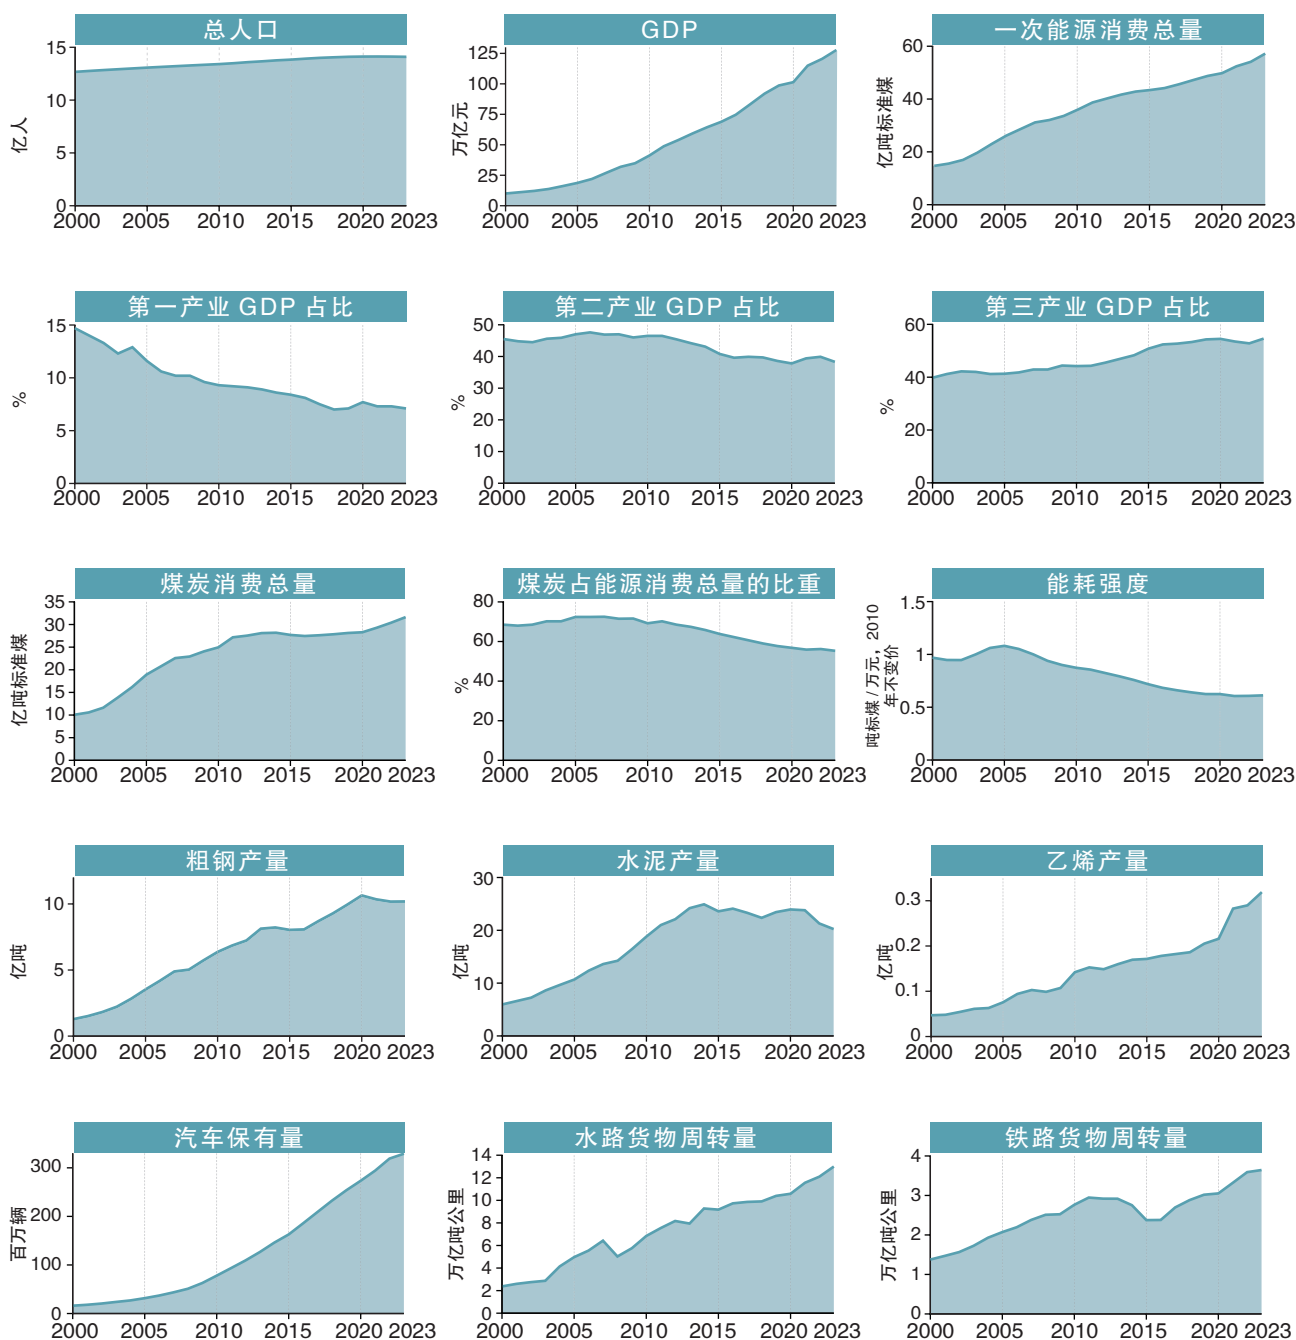 总人口
15
10
5
0
亿人
2000 2005 2010 2015 2020 2023
GDP
125
100
75
50
25
0
万亿元
2000 2005 2010 2015 2020 2023
一次能源消费总量
60
40
20
0
亿吨标准煤
2000 2005 2010 2015 2020 2023
第一产业 GDP 占比
15
10
5
0
%
2000 2005 2010 2015 2020 2023
第二产业 GDP 占比
50
40
30
20
10
0
%
2000 2005 2010 2015 2020 2023
第三产业 GDP 占比
60
40
20
0
%
2000 2005 2010 2015 2020 2023
煤炭消费总量
35
30
25
20
15
10
5
0
亿吨标准煤
2000 2005 2010 2015 2020 2023
煤炭占能源消费总量的比重
80
60
40
20
0
%
2000 2005 2010 2015 2020 2023
能耗强度
1.5
1
0.5
0
吨标煤 / 万元，2010
年不变价
2000 2005 2010 2015 2020 2023
粗钢产量
10
5
0
亿吨
2000 2005 2010 2015 2020 2023
水泥产量
30
20
10
0
亿吨
2000 2005 2010 2015 2020 2023
乙烯产量
0.3
0.2
0.1
0
亿吨
2000 2005 2010 2015 2020 2023
汽车保有量
300
200
100
0
百万辆
2000 2005 2010 2015 2020 2023
水路货物周转量
14
12
10
8
6
4
2
0
万亿吨公里
2000 2005 2010 2015 2020 2023
铁路货物周转量
4
3
2
1
0
万亿吨公里
2000 2005 2010 2015 2020 2023